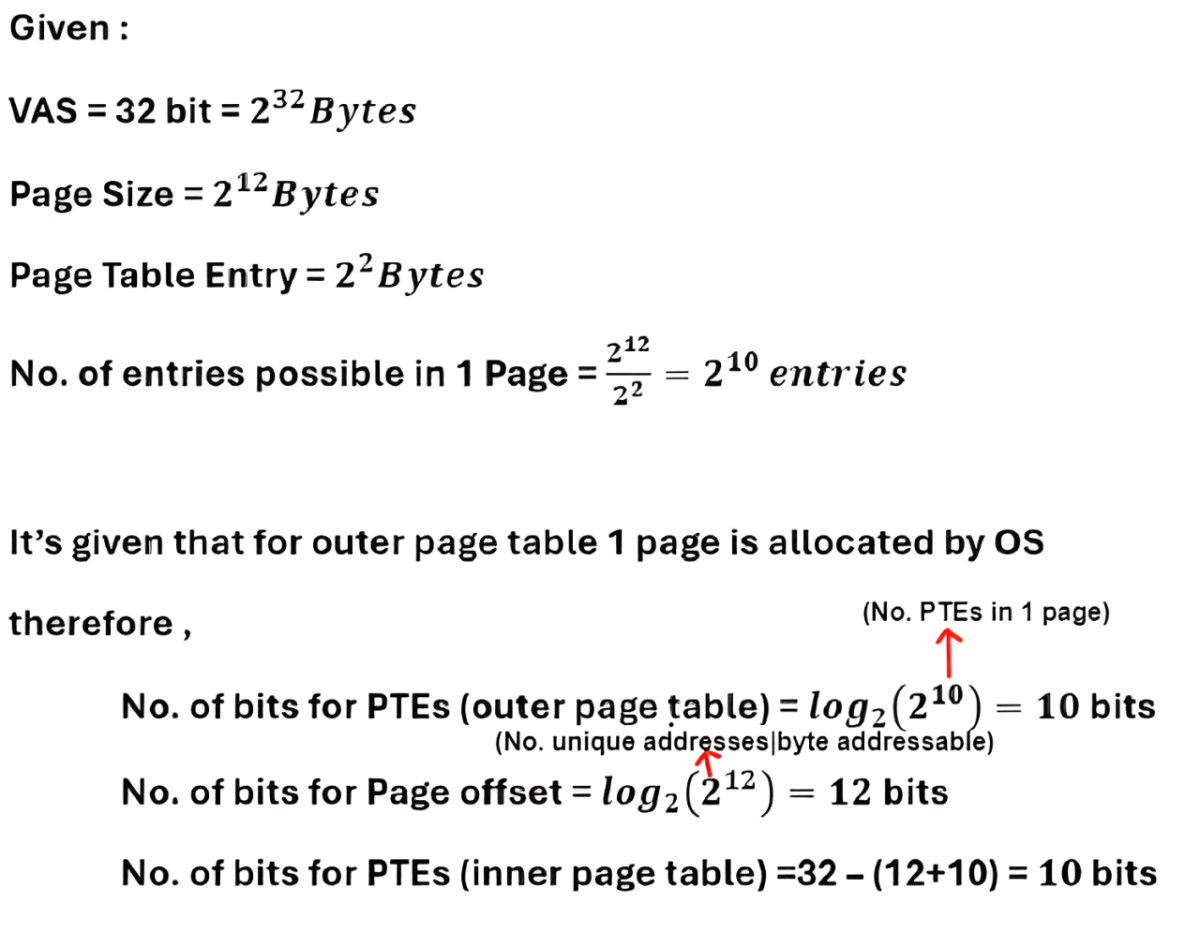 Given :
VAS = 32 bit = 2^32 Bytes
Page Size = 2^12 Bytes
Page Table Entry = 2^2 Bytes
No. of entries possible in 1 Page = 2^12 / 2^2 = 2^10 entries
It's given that for outer page table 1 page is allocated by OS
therefore ,
(No. PTEs in 1 page)
No. of bits for PTEs (outer page table) = log₂(2^10) = 10 bits
(No. unique addresses|byte addressable)
No. of bits for Page offset = log₂(2^12) = 12 bits
No. of bits for PTEs (inner page table) =32 – (12+10) = 10 bits